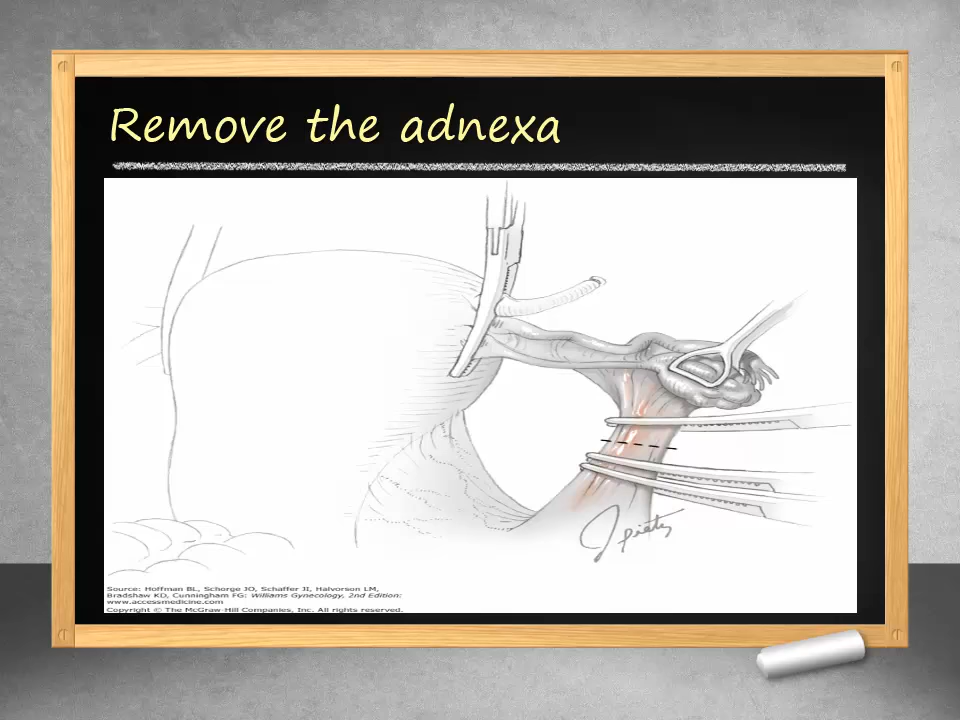 Remove the adnexa
Source: Hoffman BL, Schorge JO, Schaffer JI, Halvorson LM,
Bradshaw KD, Cunningham FG: Williams Gynecology, 2nd Edition:
www.accessmedicine.com
Copyright © The McGraw-Hill Companies, Inc. All rights reserved.